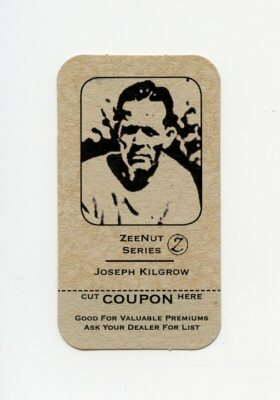 ZeeNut
Series Z
Joseph Kilgrow
CUT COUPON HERE
Good For Valuable Premiums
Ask Your Dealer For List